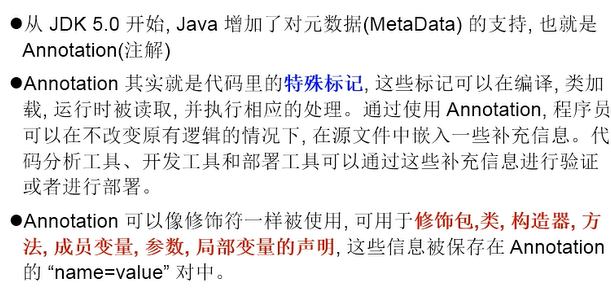 ●从 JDK 5.0 开始, Java 增加了对元数据(MetaData) 的支持, 也就是
Annotation(注解)
●Annotation 其实就是代码里的特殊标记, 这些标记可以在编译, 类加
载, 运行时被读取, 并执行相应的处理。通过使用 Annotation, 程序员
可以在不改变原有逻辑的情况下, 在源文件中嵌入一些补充信息。代
码分析工具、开发工具和部署工具可以通过这些补充信息进行验证
或者进行部署。
●Annotation 可以像修饰符一样被使用, 可用于修饰包,类, 构造器, 方
法, 成员变量, 参数, 局部变量的声明, 这些信息被保存在 Annotation
的 “name=value” 对中。